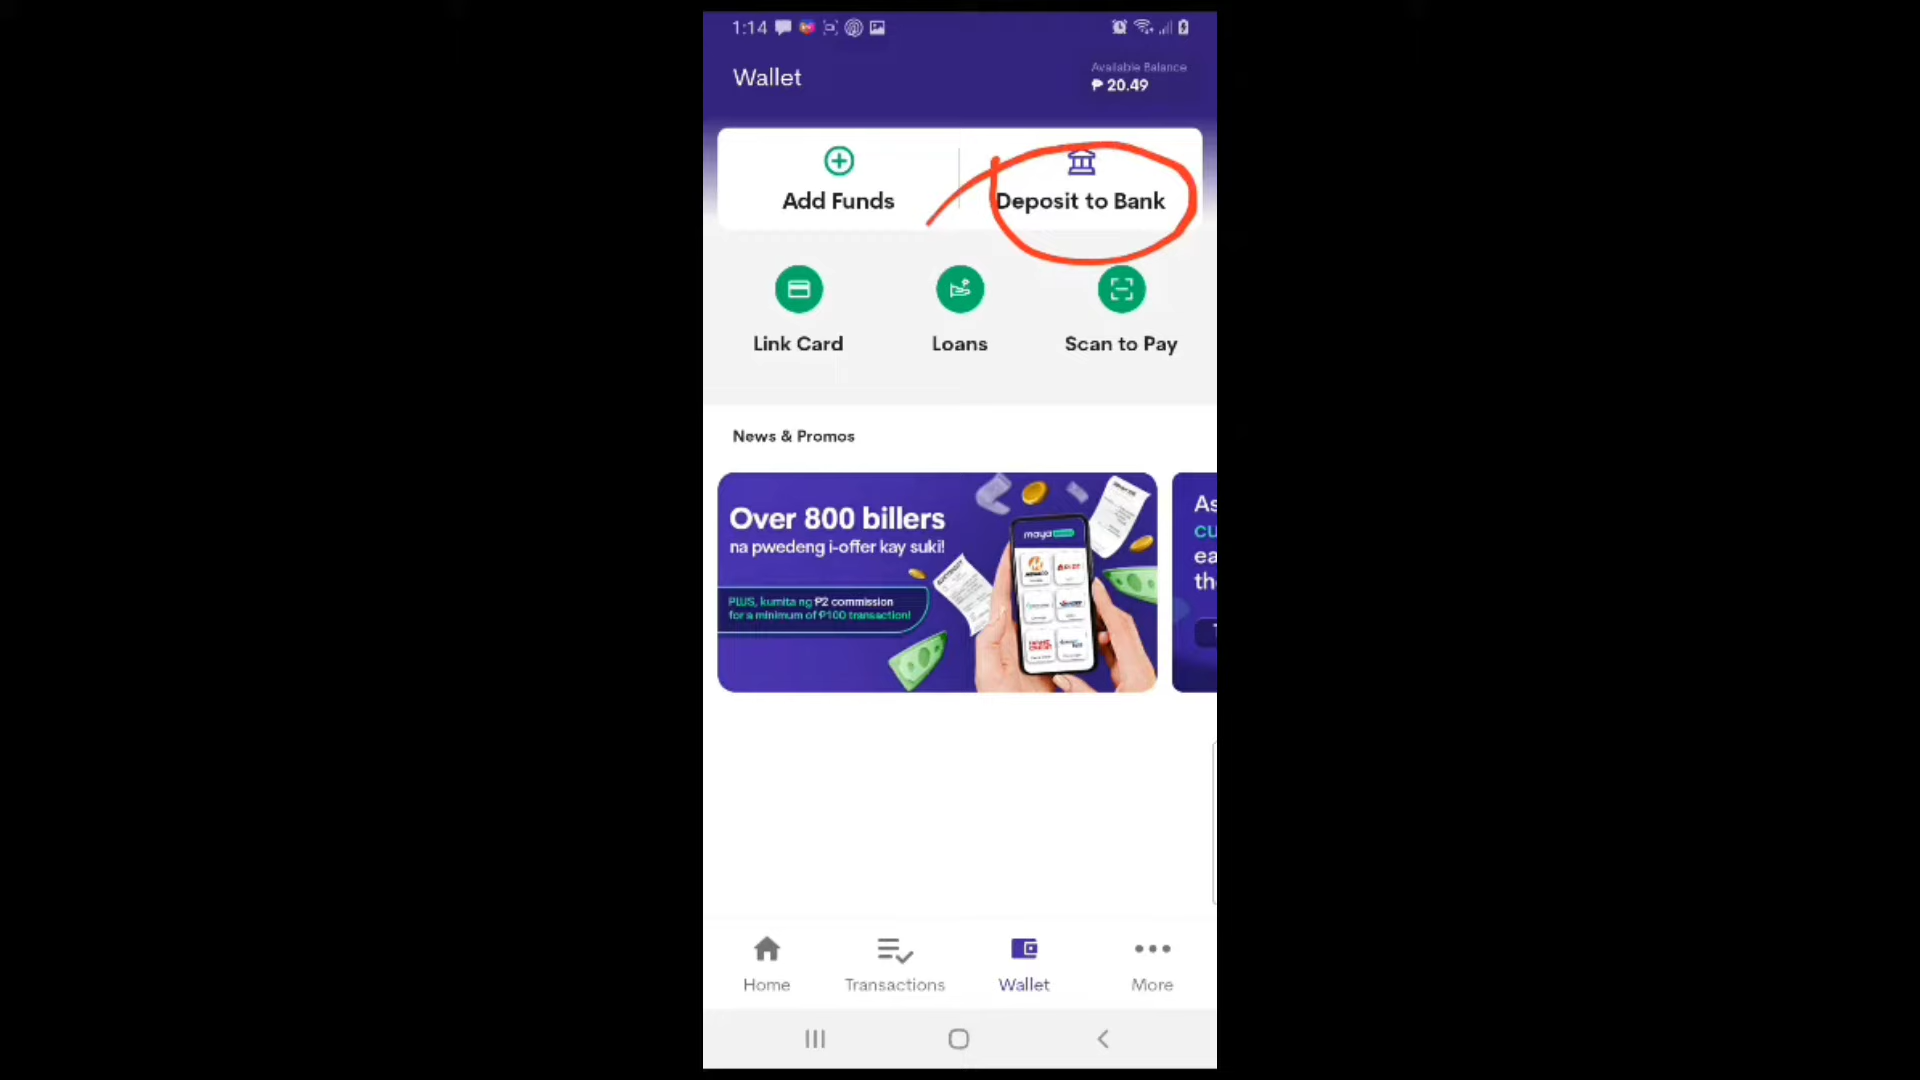 1:14
Wallet
Available Balance
₱ 20.49
Add Funds
Deposit to Bank
Link Card
Loans
Scan to Pay
News & Promos
Over 800 billers
na pwedeng i-offer kay suki!
PLUS, kumita ng ₱2 commission
for a minimum of ₱100 transaction!
maya
As
cu
ea
th
Home
Transactions
Wallet
More